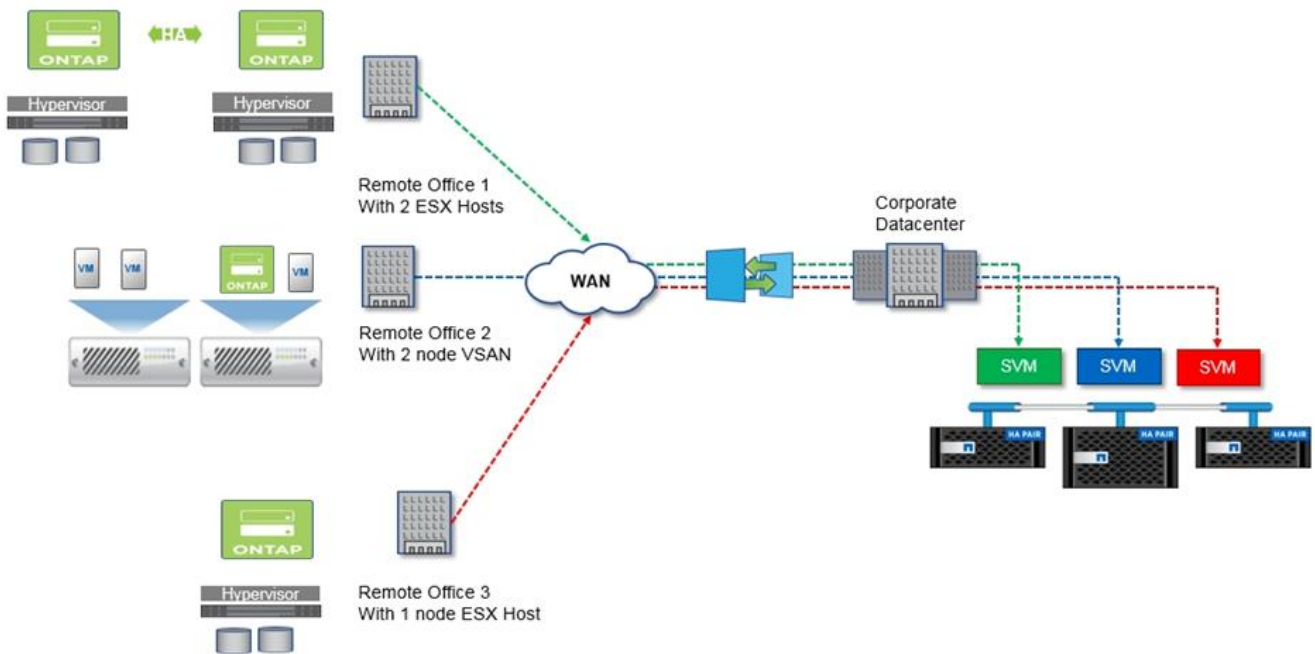 ONTAP
HA
ONTAP
Hypervisor
Hypervisor
Remote Office 1
With 2 ESX Hosts
VM
VM
ONTAP
VM
Remote Office 2
With 2 node VSAN
WAN
Corporate
Datacenter
SVM
SVM
SVM
HA PAIR
HA PAIR
HA PAIR
ONTAP
Hypervisor
Remote Office 3
With 1 node ESX Host